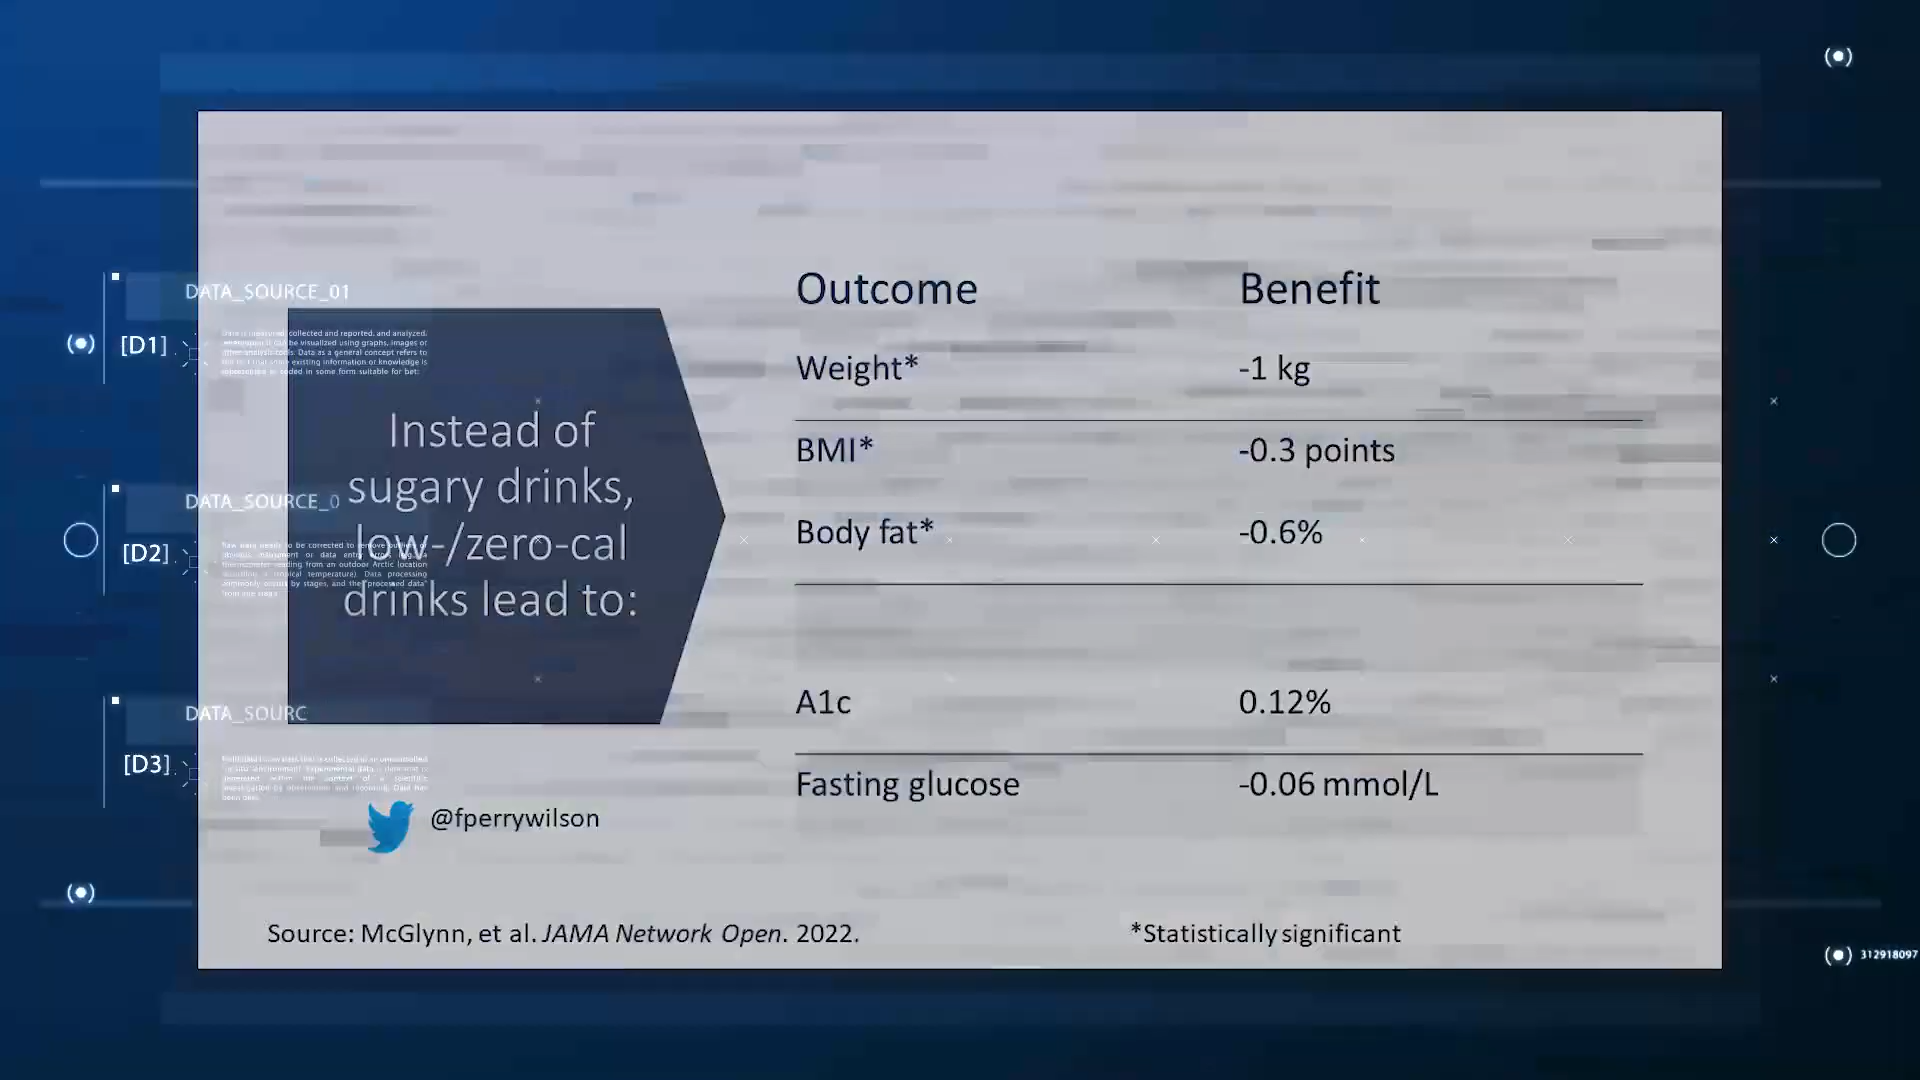 DATA_SOURCE_01
[D1]
Outcome Benefit
Weight* -1 kg
BMI* -0.3 points
Body fat* -0.6%
A1c 0.12%
Fasting glucose -0.06 mmol/L
Instead of
sugary drinks,
low-/zero-cal
drinks lead to:
DATA_SOURCE_0
[D2]
DATA_SOURC
[D3]
@fperrywilson
Source: McGlynn, et al. JAMA Network Open. 2022.
*Statistically significant
312918097